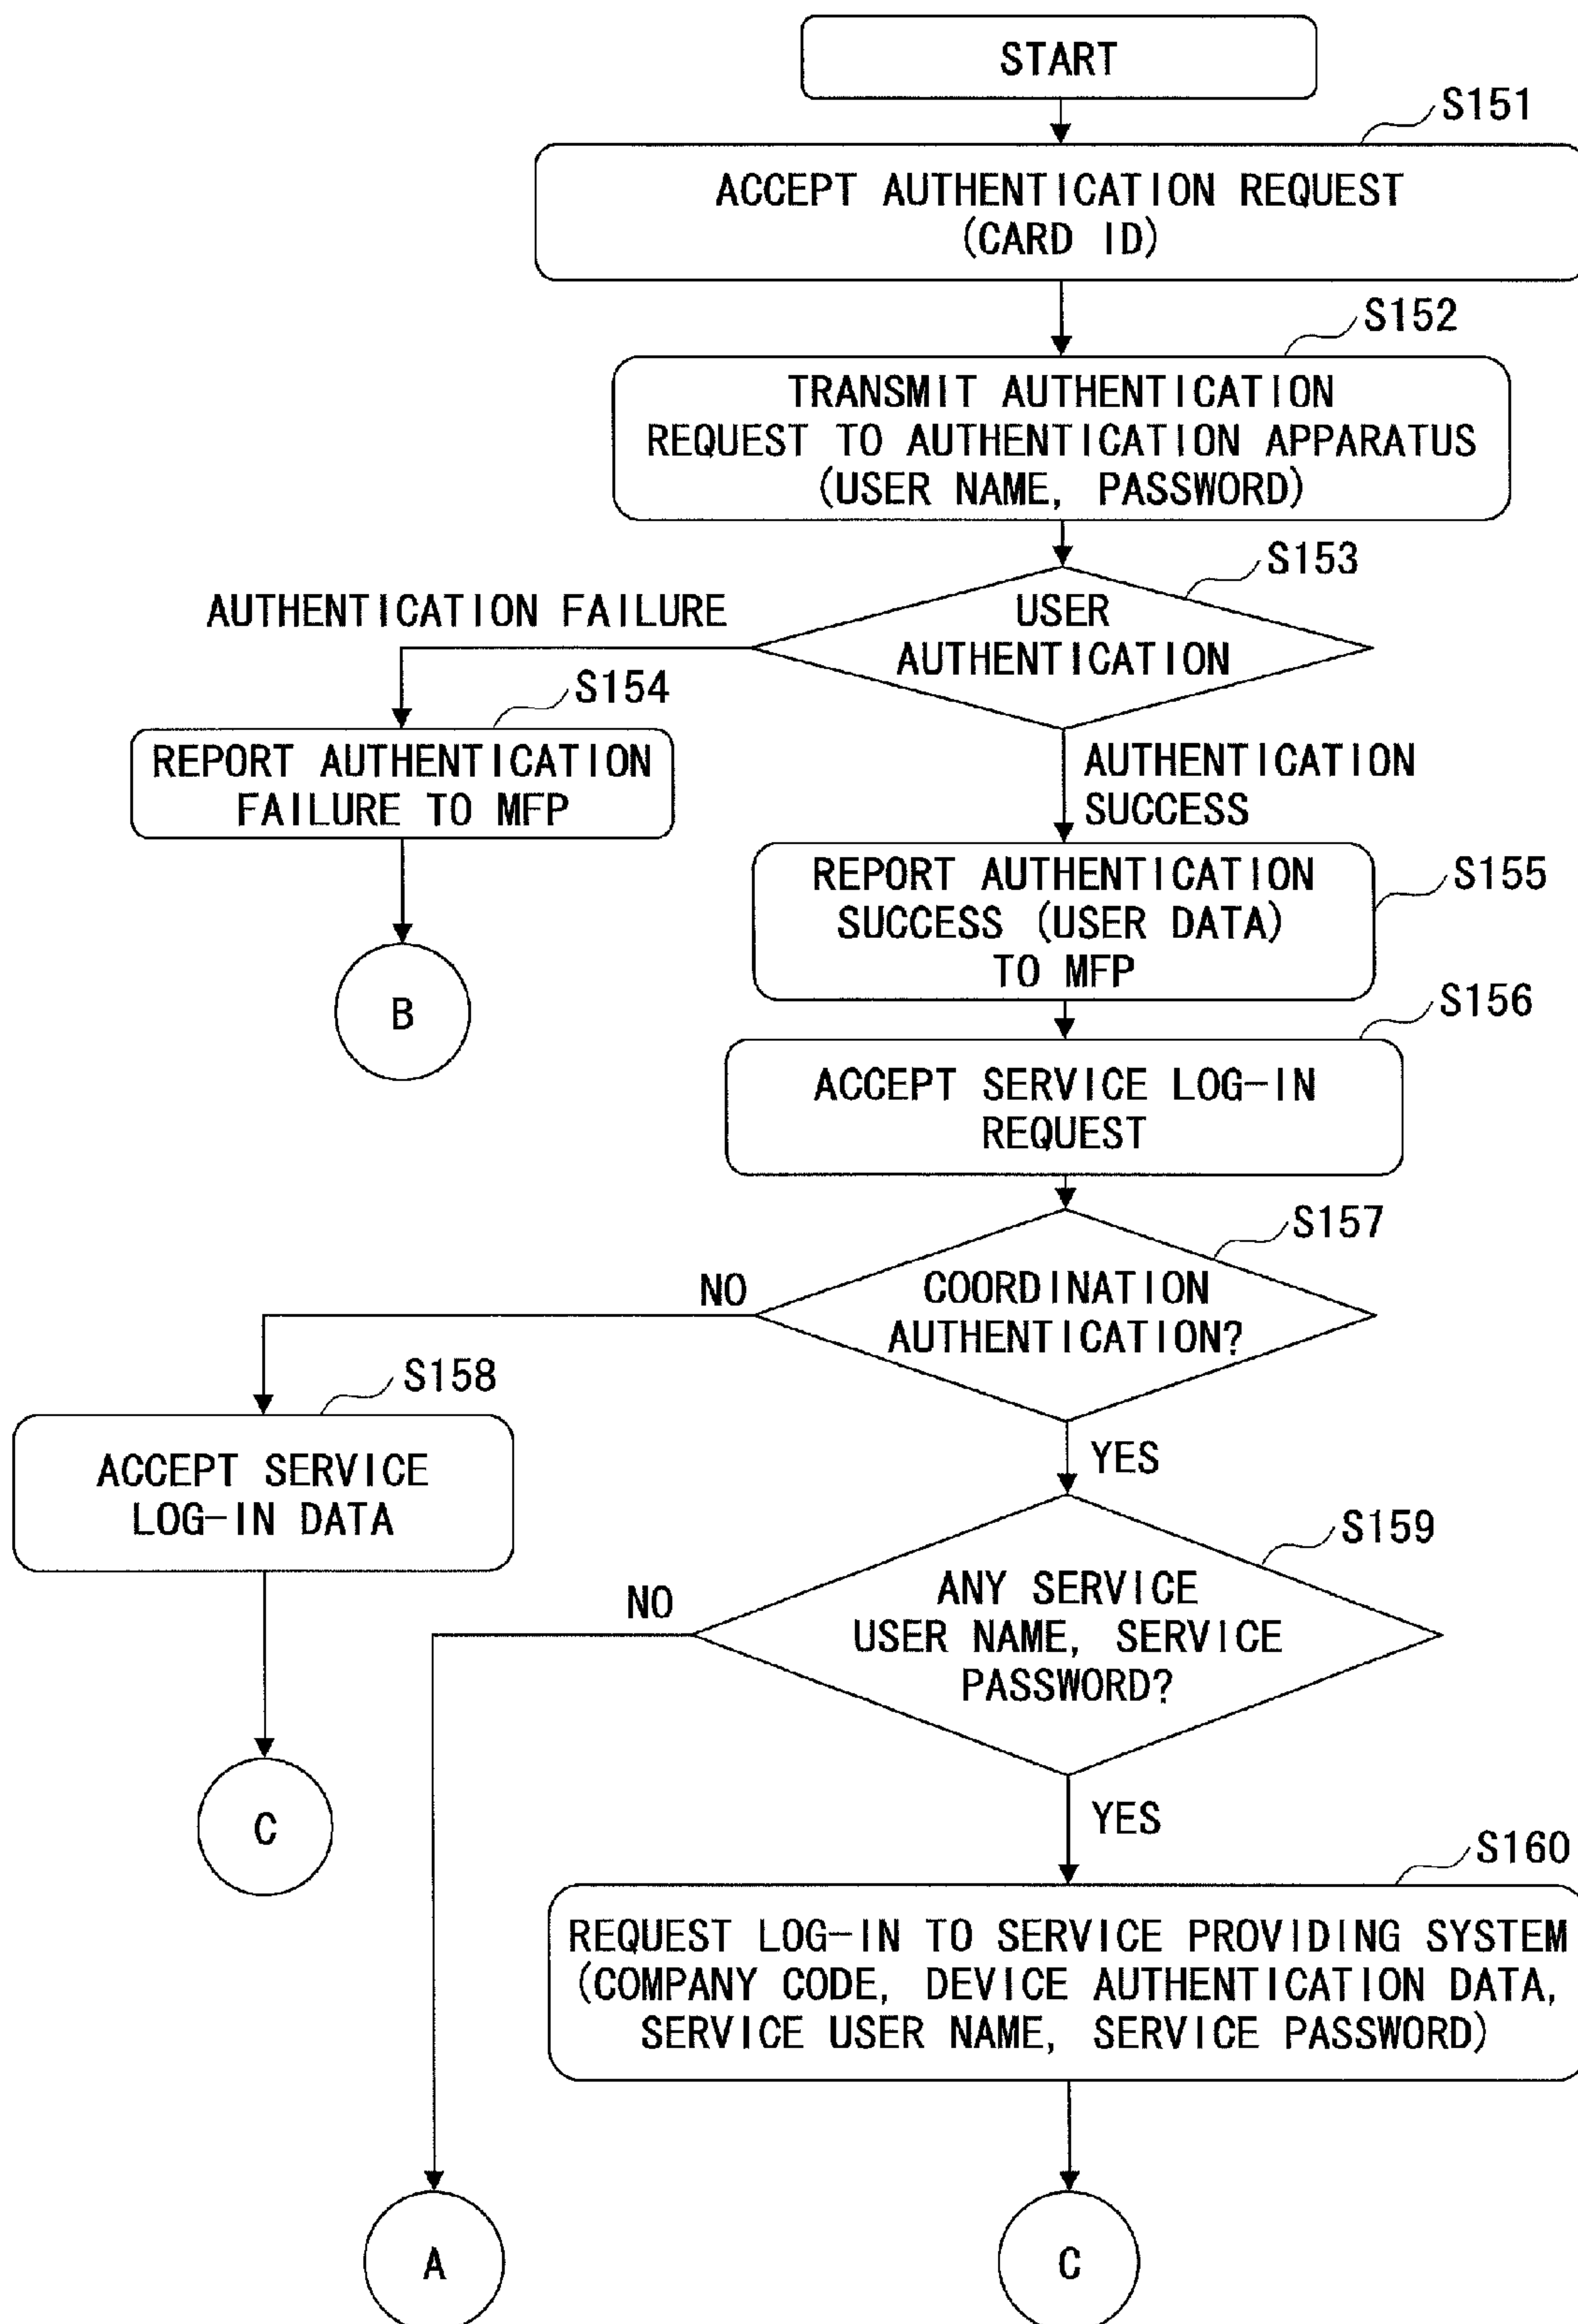 START
S151
ACCEPT AUTHENTICATION REQUEST
(CARD ID)
S152
TRANSMIT AUTHENTICATION
REQUEST TO AUTHENTICATION APPARATUS
(USER NAME, PASSWORD)
S153
USER
AUTHENTICATION
AUTHENTICATION FAILURE
S154
REPORT AUTHENTICATION
FAILURE TO MFP
B
AUTHENTICATION
SUCCESS
REPORT AUTHENTICATION
SUCCESS (USER DATA)
TO MFP
S155
S156
ACCEPT SERVICE LOG-IN
REQUEST
S157
COORDINATION
AUTHENTICATION?
NO
S158
ACCEPT SERVICE
LOG-IN DATA
C
YES
S159
ANY SERVICE
USER NAME, SERVICE
PASSWORD?
NO
YES
S160
REQUEST LOG-IN TO SERVICE PROVIDING SYSTEM
(COMPANY CODE, DEVICE AUTHENTICATION DATA,
SERVICE USER NAME, SERVICE PASSWORD)
A
C